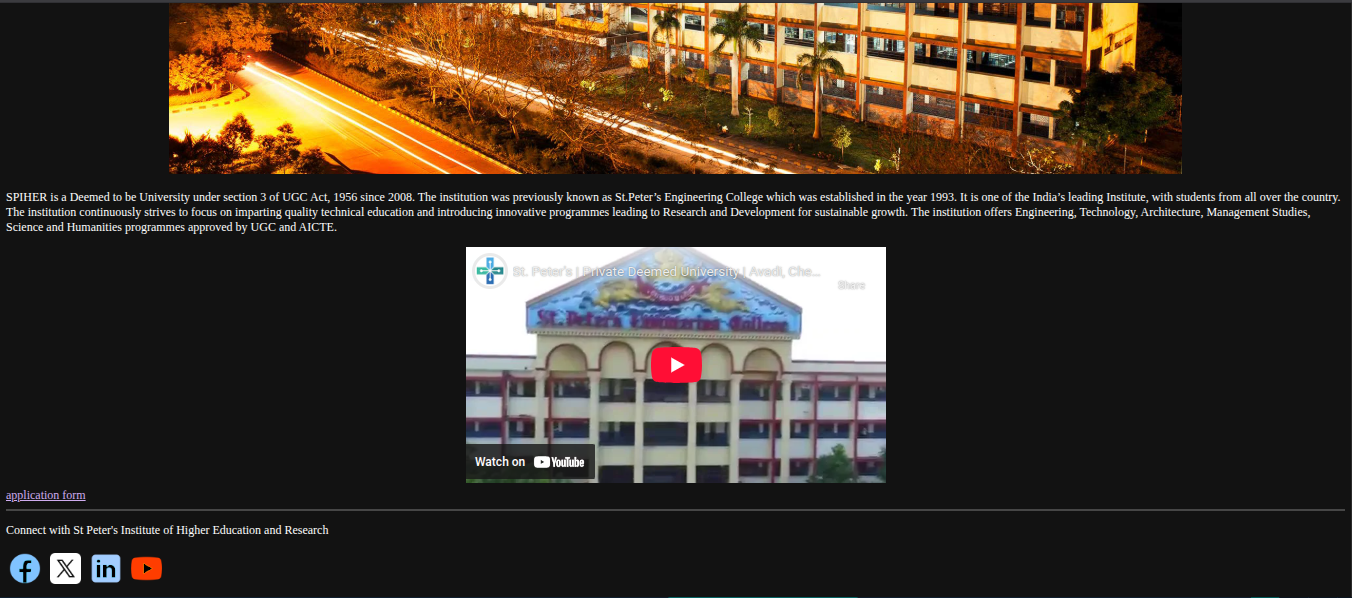 SPIHER is a Deemed to be University under section 3 of UGC Act, 1956 since 2008. The institution was previously known as St.Peter’s Engineering College which was established in the year 1993. It is one of the India’s leading Institute, with students from all over the country.
The institution continuously strives to focus on imparting quality technical education and introducing innovative programmes leading to Research and Development for sustainable growth. The institution offers Engineering, Technology, Architecture, Management Studies,
Science and Humanities programmes approved by UGC and AICTE.
St. Peter's | Private Deemed University | Avadi, Che...
Share
St. Peter's Engineering College
Watch on YouTube
application form
Connect with St Peter's Institute of Higher Education and Research
in